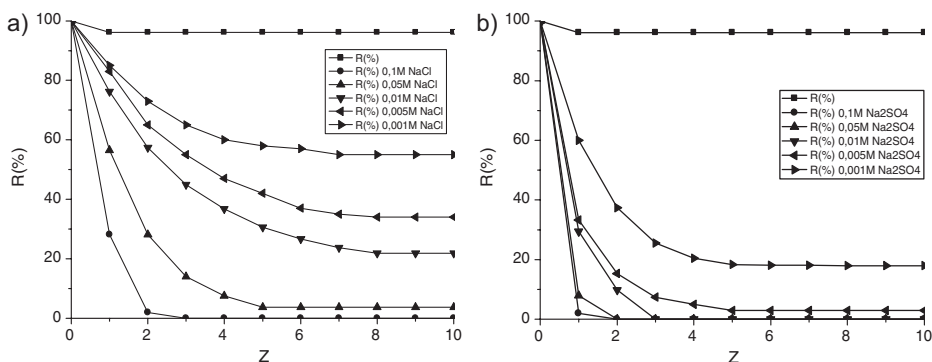 a)
R(%)
100
80
60
40
20
0
0 2 4 6 8 10
Z
R(%)
R(%) 0,1M NaCl
R(%) 0,05M NaCl
R(%) 0,01M NaCl
R(%) 0,005M NaCl
R(%) 0,001M NaCl
b)
R(%)
100
80
60
40
20
0
0 2 4 6 8 10
Z
R(%)
R(%) 0,1M Na2SO4
R(%) 0,05M Na2SO4
R(%) 0,01M Na2SO4
R(%) 0,005M Na2SO4
R(%) 0,001M Na2SO4